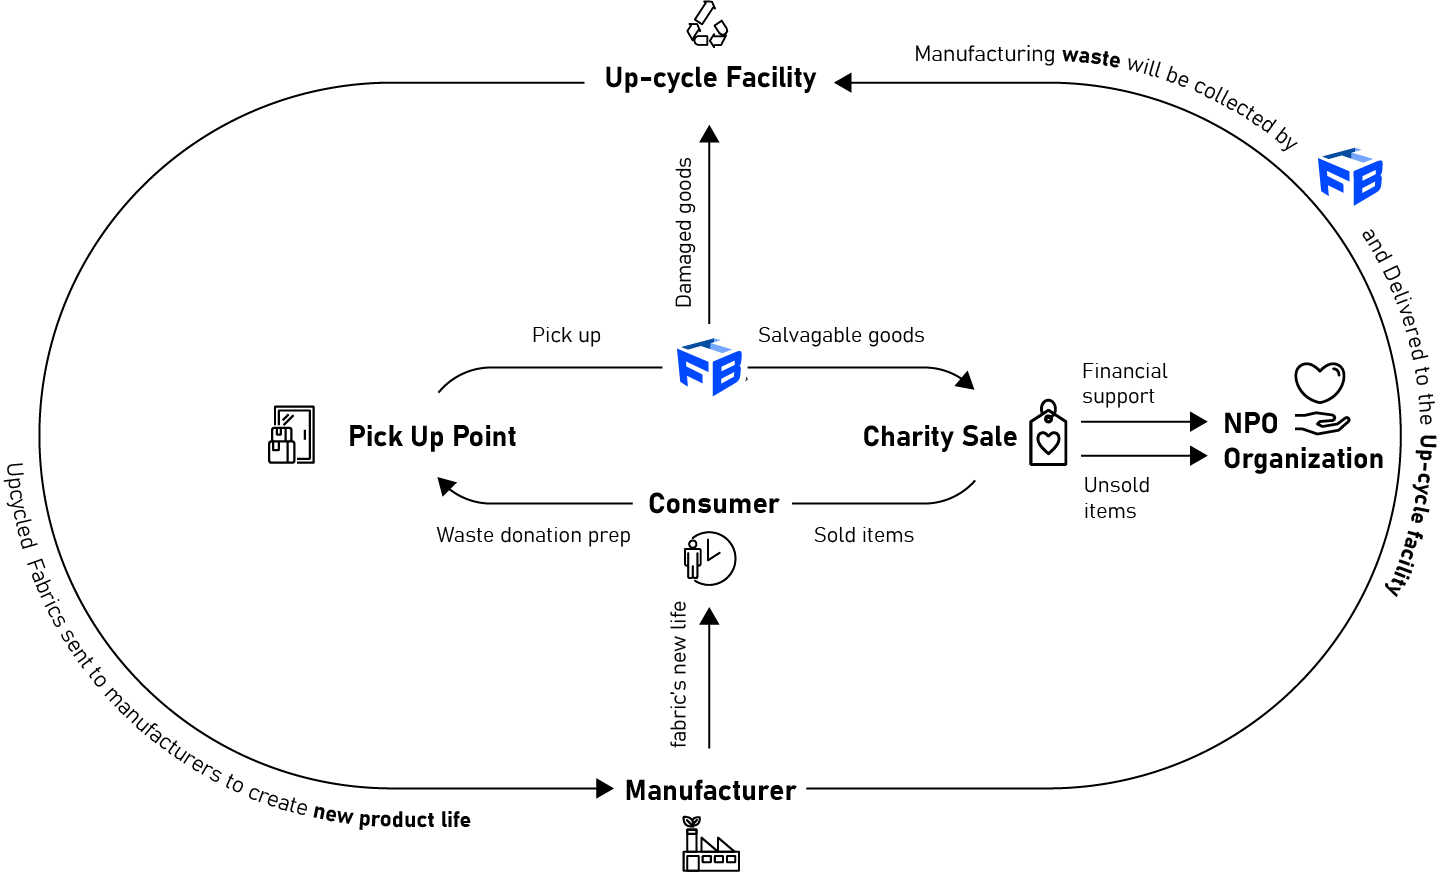 Up-cycle Facility
Manufacturing waste will be collected by
FB
and Delivered to the Up-cycle facility
Damaged goods
Pick up
FB
Salvagable goods
Pick Up Point
Charity Sale
Financial
support
NPO
Organization
Unsold
items
Consumer
Waste donation prep
Sold items
fabric's new life
Upcycled Fabrics sent to manufacturers to create new product life
Manufacturer